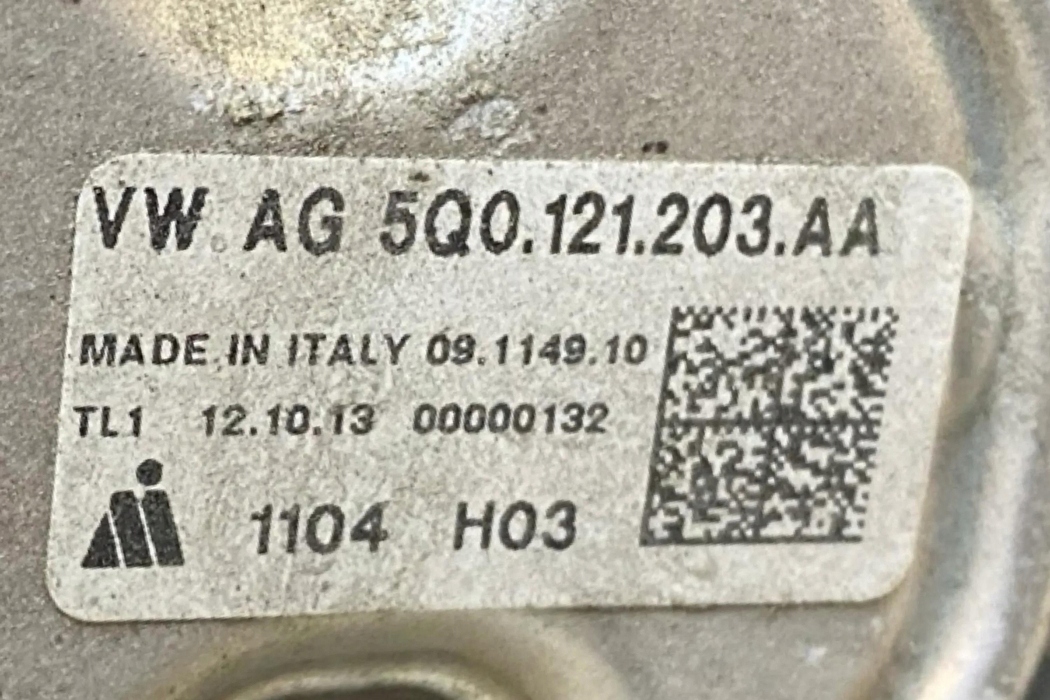 VW AG 5Q0.121.203.AA
MADE IN ITALY 09.1149.10
TL1 12.10.13 00000132
1104 H03